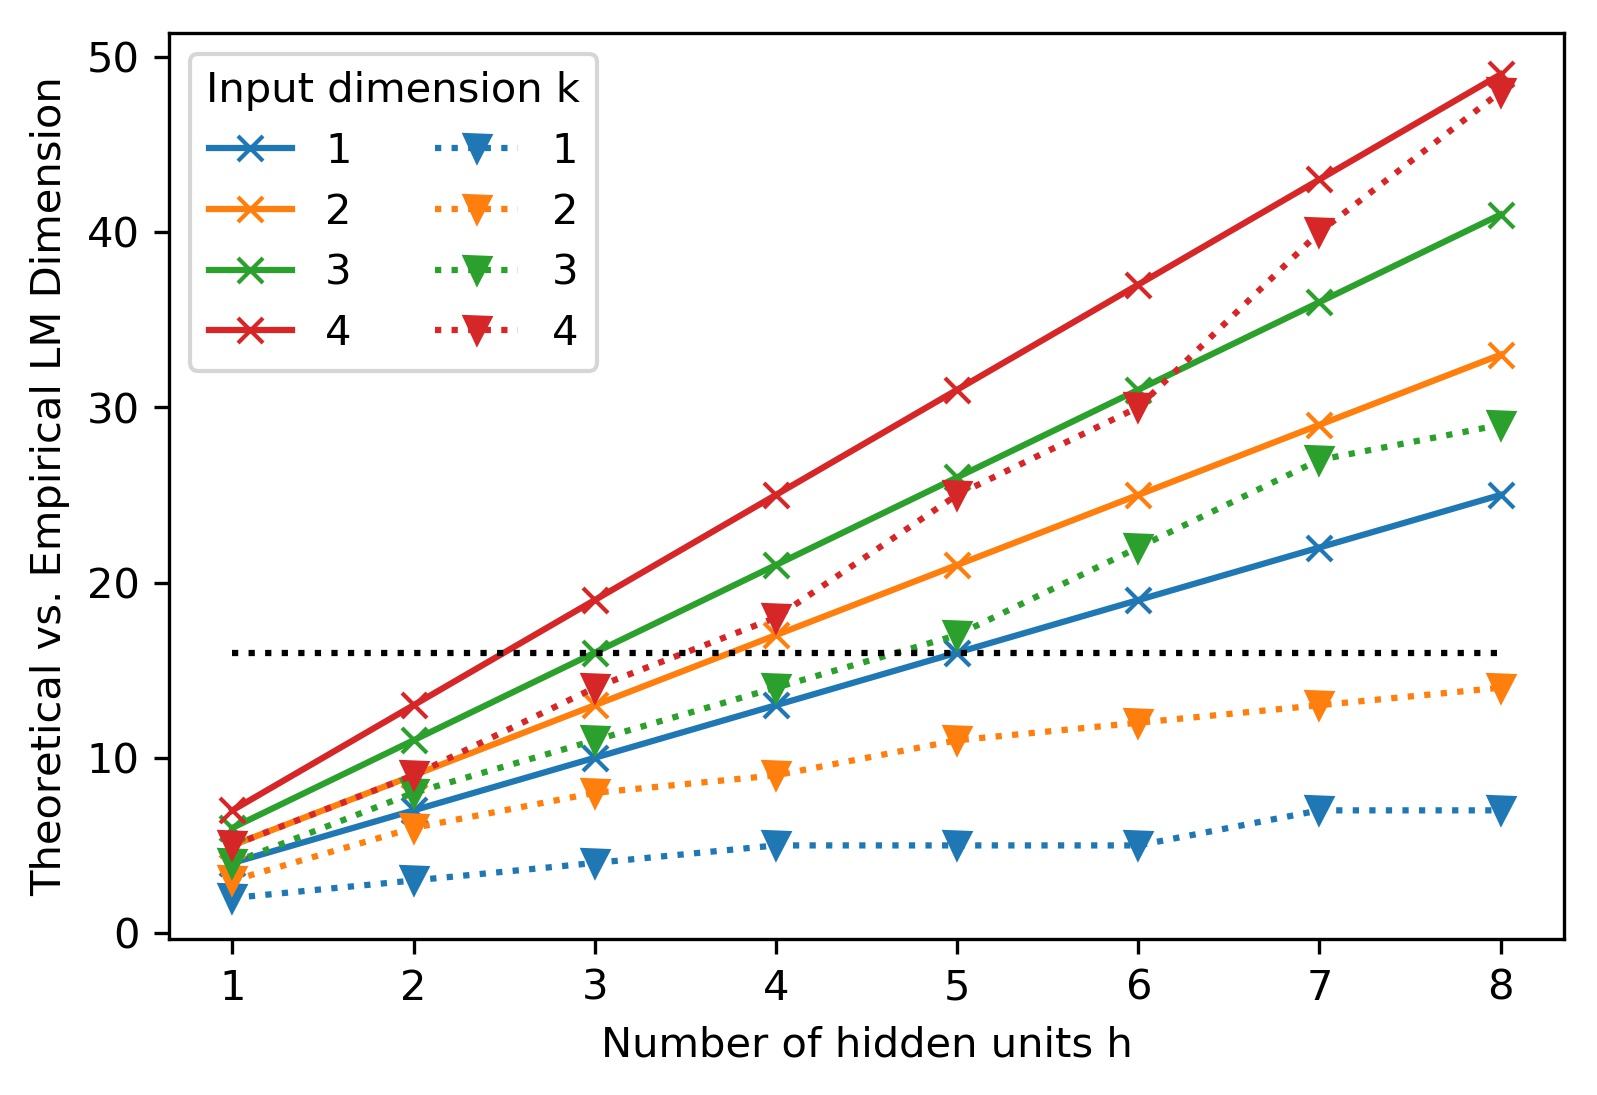 Theoretical vs. Empirical LM Dimension
50
40
30
20
10
0
Input dimension k
1 1
2 2
3 3
4 4
1 2 3 4 5 6 7 8
Number of hidden units h